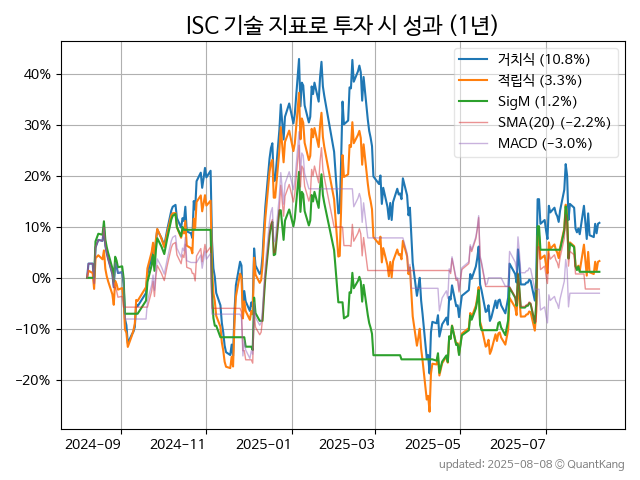 ISC 기술 지표로 투자 시 성과 (1년)
거치식 (10.8%)
적립식 (3.3%)
SigM (1.2%)
SMA(20) (−2.2%)
MACD (−3.0%)
40%
30%
20%
10%
0%
−10%
−20%
2024-09
2024-11
2025-01
2025-03
2025-05
2025-07
updated: 2025-08-08 © QuantKang